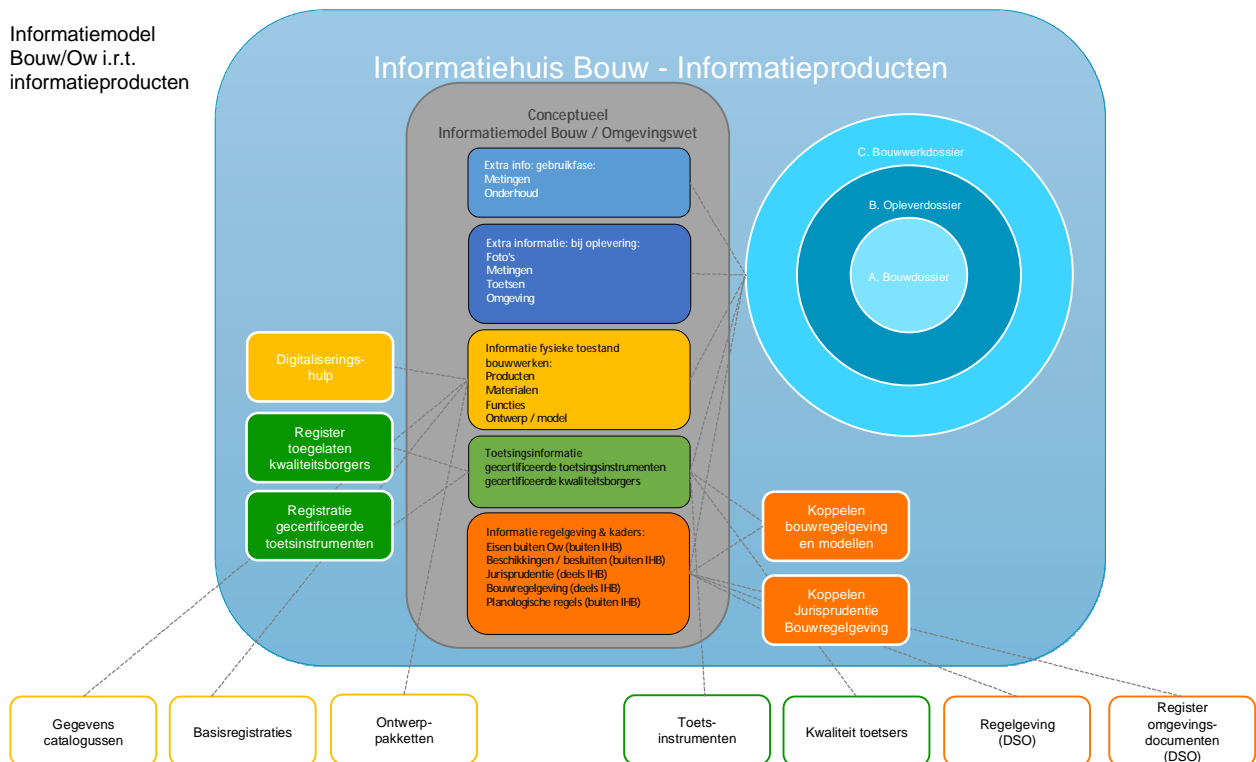 Informatiemodel
Bouw/Ow i.r.t.
informatieproducten
Informatiehuis Bouw - Informatieproducten
Conceptueel
Informatiemodel Bouw / Omgevingswet
Extra info: gebruikfase:
Metingen
Onderhoud
Extra informatie: bij oplevering:
Foto's
Metingen
Toetsen
Omgeving
Informatie fysieke toestand
bouwwerken:
Producten
Materialen
Functies
Ontwerp / model
Toetsingsinformatie
gecertificeerde toetsingsinstrumenten
gecertificeerde kwaliteitsborgers
Informatie regelgeving & kaders:
Eisen buiten Ow (buiten IHB)
Beschikkingen / besluiten (buiten IHB)
Jurisprudentie (deels IHB)
Bouwregelgeving (deels IHB)
Planologische regels (buiten IHB)
C. Bouwwerkdossier
B. Opleverdossier
A. Bouwdossier
Digitaliserings-
hulp
Register
toegelaten
kwaliteitsborgers
Registratie
gecertificeerde
toetsinstrumenten
Koppelen
bouwregelgeving
en modellen
Koppelen
Jurisprudentie
Bouwregelgeving
Gegevens
catalogussen
Basisregistraties
Ontwerp-
pakketten
Toets-
instrumenten
Kwaliteit toetsers
Regelgeving
(DSO)
Register
omgevings-
documenten
(DSO)